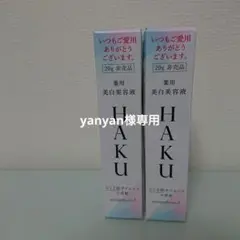 いつもご愛用
ありがとう
ございます。
20g 非売品
薬用
美白美容液
HAKU
いつもご愛用
ありがとう
ございます。
20g 非売品
薬用
美白美容液
HAKU
yanyan様専用